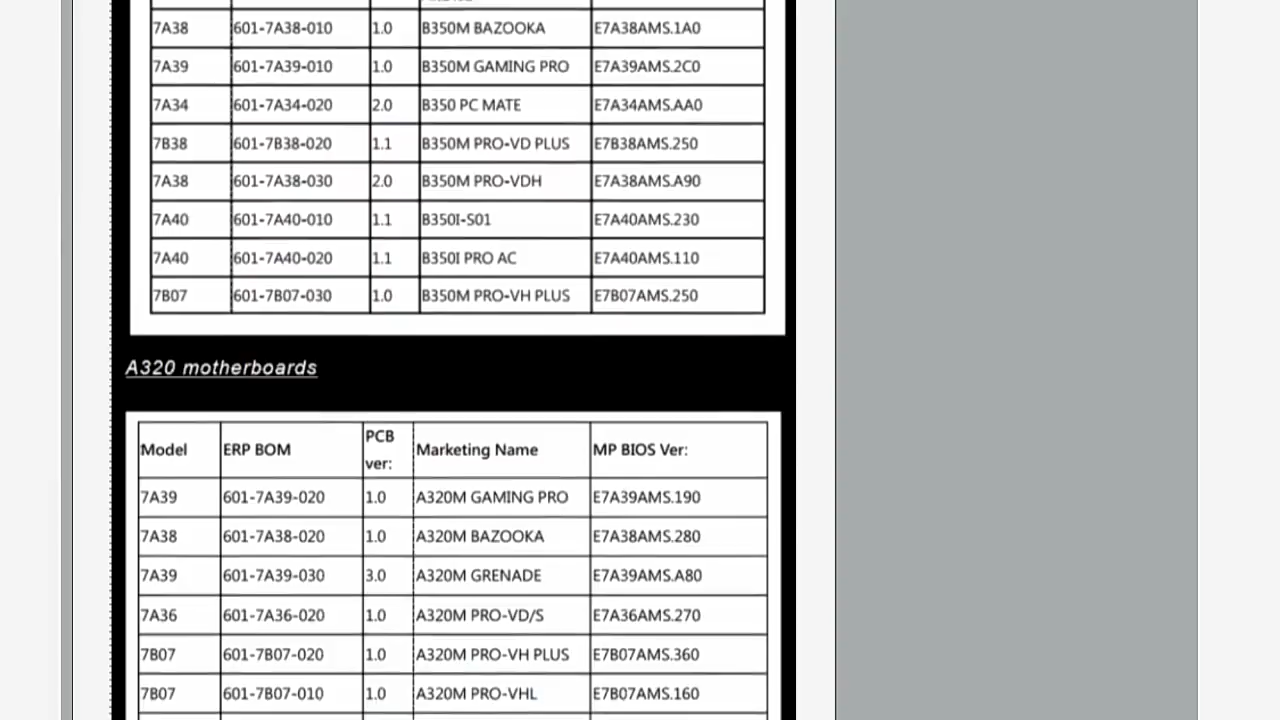 7A38 601-7A38-010 1.0 B350M BAZOOKA E7A38AMS.1A0
7A39 601-7A39-010 1.0 B350M GAMING PRO E7A39AMS.2C0
7A34 601-7A34-020 2.0 B350 PC MATE E7A34AMS.AA0
7B38 601-7B38-020 1.1 B350M PRO-VD PLUS E7B38AMS.250
7A38 601-7A38-030 2.0 B350M PRO-VDH E7A38AMS.A90
7A40 601-7A40-010 1.1 B350I-S01 E7A40AMS.230
7A40 601-7A40-020 1.1 B350I PRO AC E7A40AMS.110
7B07 601-7B07-030 1.0 B350M PRO-VH PLUS E7B07AMS.250
A320 motherboards
Model ERP BOM PCB ver: Marketing Name MP BIOS Ver:
7A39 601-7A39-020 1.0 A320M GAMING PRO E7A39AMS.190
7A38 601-7A38-020 1.0 A320M BAZOOKA E7A38AMS.280
7A39 601-7A39-030 3.0 A320M GRENADE E7A39AMS.A80
7A36 601-7A36-020 1.0 A320M PRO-VD/S E7A36AMS.270
7B07 601-7B07-020 1.0 A320M PRO-VH PLUS E7B07AMS.360
7B07 601-7B07-010 1.0 A320M PRO-VHL E7B07AMS.160